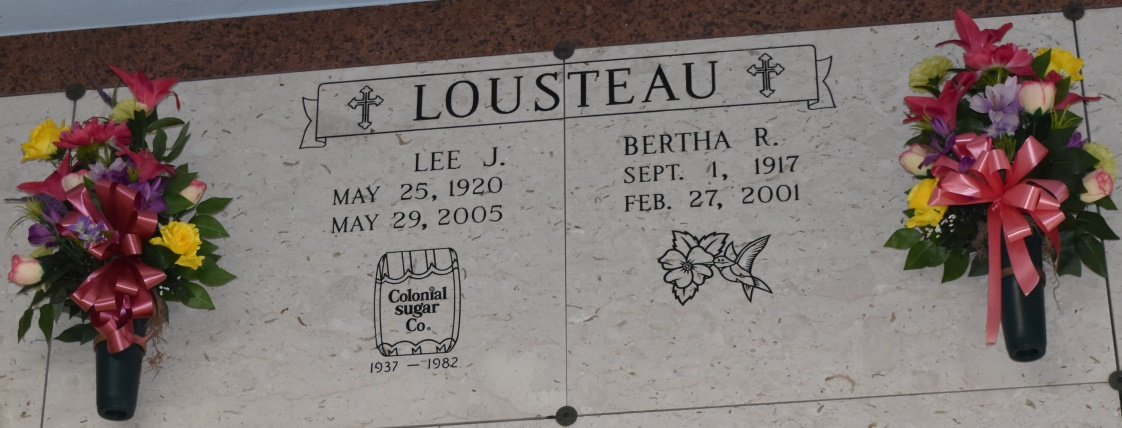 LOUSTEAU
LEE J.
MAY 25, 1920
MAY 29, 2005
Colonial
sugar
Co.
1937 — 1982
BERTHA R.
SEPT. 1, 1917
FEB. 27, 2001